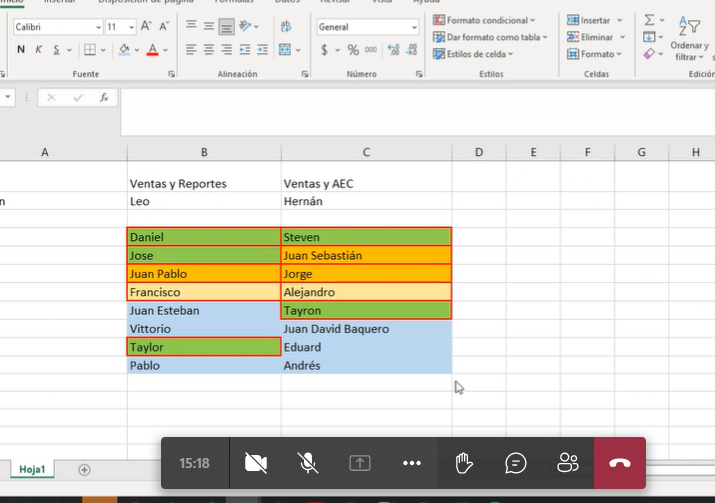 Inicio Insertar Disposición de página Fórmulas Datos Revisar Vista Ayuda
Calibri 11 A A General Formato condicional Insertar Σ
N K S A $ % 000 Dar formato como tabla Eliminar Ordenar y
Estilos de celda Formato filtrar
Fuente Alineación Número Estilos Celdas Edición
fx
A B C D E F G H
Ventas y Reportes Ventas y AEC
n Leo Hernán
Daniel Steven
Jose Juan Sebastián
Juan Pablo Jorge
Francisco Alejandro
Juan Esteban Tayron
Vittorio Juan David Baquero
Taylor Eduard
Pablo Andrés
15:18
Hoja1